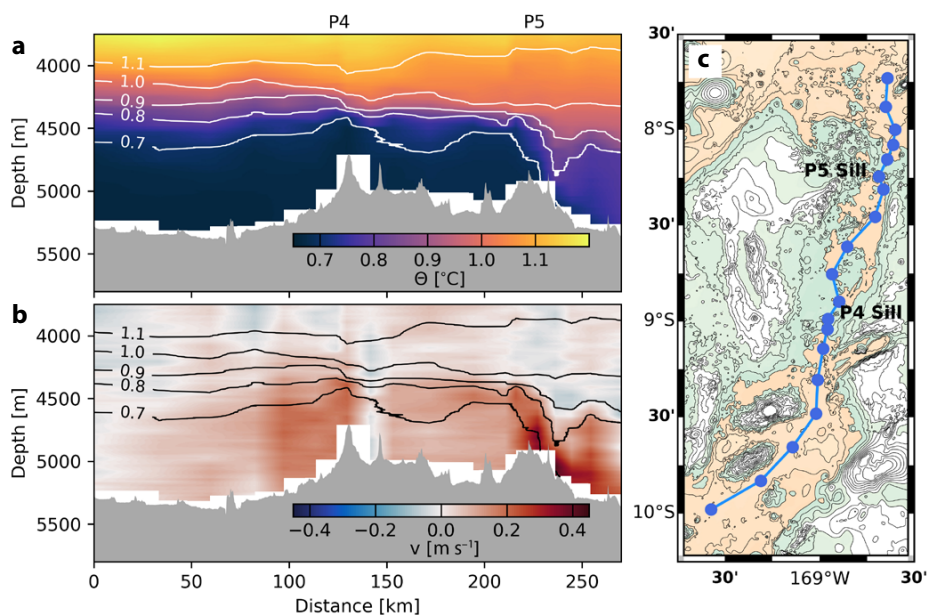 P4 P5
a
4000
4500
5000
5500
Depth [m]
1.1
1.0
0.9
0.8
0.7
0.7 0.8 0.9 1.0 1.1
Θ [°C]
b
4000
4500
5000
5500
Depth [m]
1.1
1.0
0.9
0.8
0.7
−0.4 −0.2 0.0 0.2 0.4
v [m s⁻¹]
0 50 100 150 200 250
Distance [km]
c
30'
8°S
30'
9°S
30'
10°S
P5 Sill
P4 Sill
30' 169°W 30'